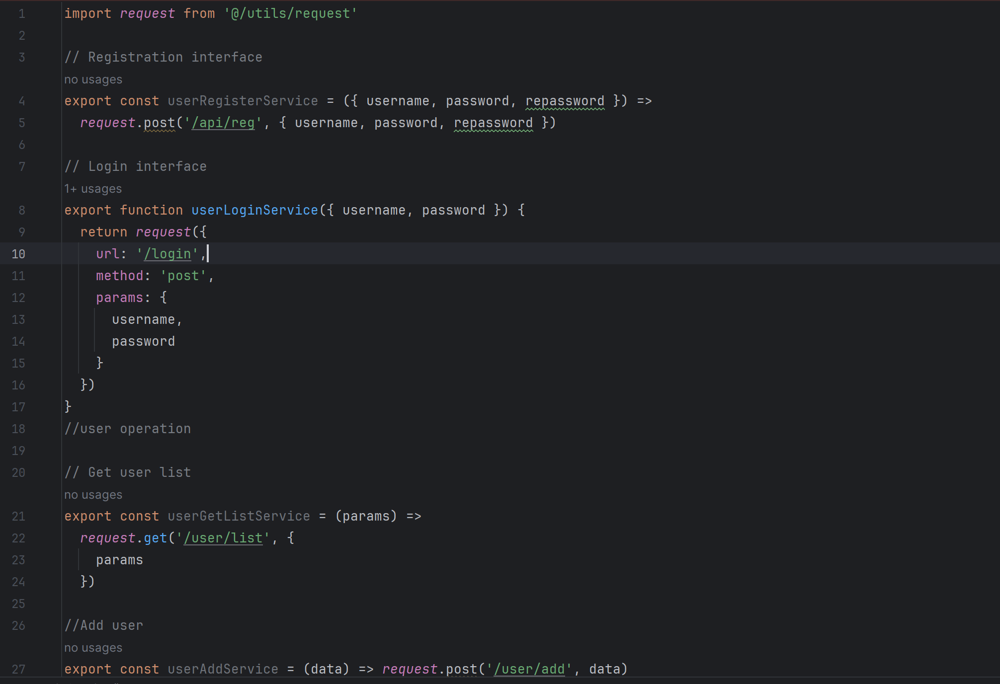 1 import request from '@/utils/request'
2
3 // Registration interface
no usages
4 export const userRegisterService = ({ username, password, repassword }) =>
5   request.post('/api/reg', { username, password, repassword })
6
7 // Login interface
1+ usages
8 export function userLoginService({ username, password }) {
9   return request({
10     url: '/login',
11     method: 'post',
12     params: {
13       username,
14       password
15     }
16   })
17 }
18 //user operation
19
20 // Get user list
no usages
21 export const userGetListService = (params) =>
22   request.get('/user/list', {
23     params
24   })
25
26 //Add user
no usages
27 export const userAddService = (data) => request.post('/user/add', data)